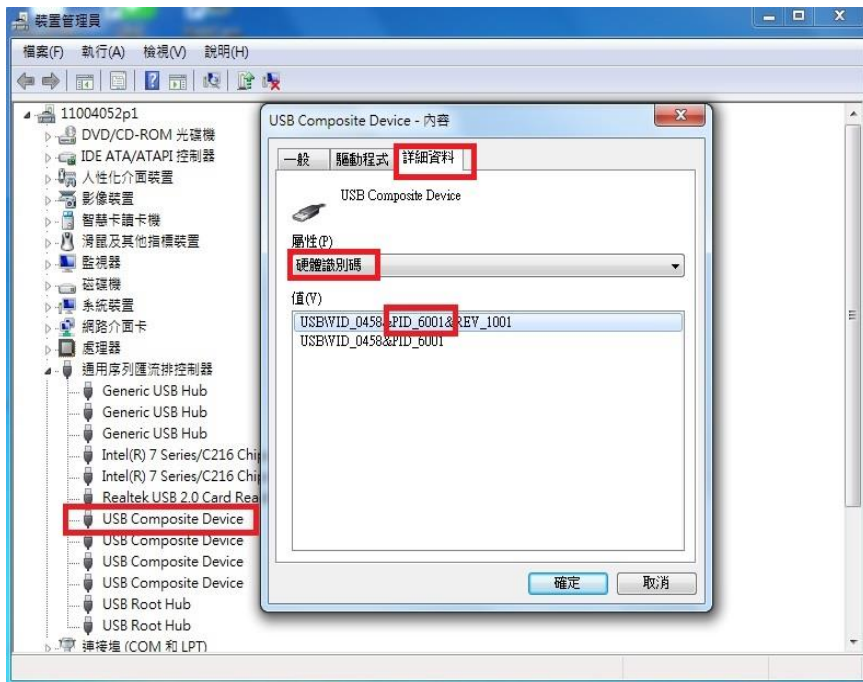 裝置管理員
檔案(F) 執行(A) 檢視(V) 說明(H)
11004052p1
DVD/CD-ROM 光碟機
IDE ATA/ATAPI 控制器
人性化介面裝置
影像裝置
智慧卡讀卡機
滑鼠及其他指標裝置
監視器
磁碟機
系統裝置
網路介面卡
處理器
通用序列匯流排控制器
Generic USB Hub
Generic USB Hub
Generic USB Hub
Intel(R) 7 Series/C216 Chip
Intel(R) 7 Series/C216 Chip
Realtek USB 2.0 Card Rea
USB Composite Device
USB Composite Device
USB Composite Device
USB Composite Device
USB Root Hub
USB Root Hub
連接埠 (COM 和 LPT)
USB Composite Device - 內容
一般 驅動程式 詳細資料
USB Composite Device
屬性(P)
硬體識別碼
值(V)
USB\VID_0458&PID_6001&REV_1001
USB\VID_0458&PID_6001
確定 取消